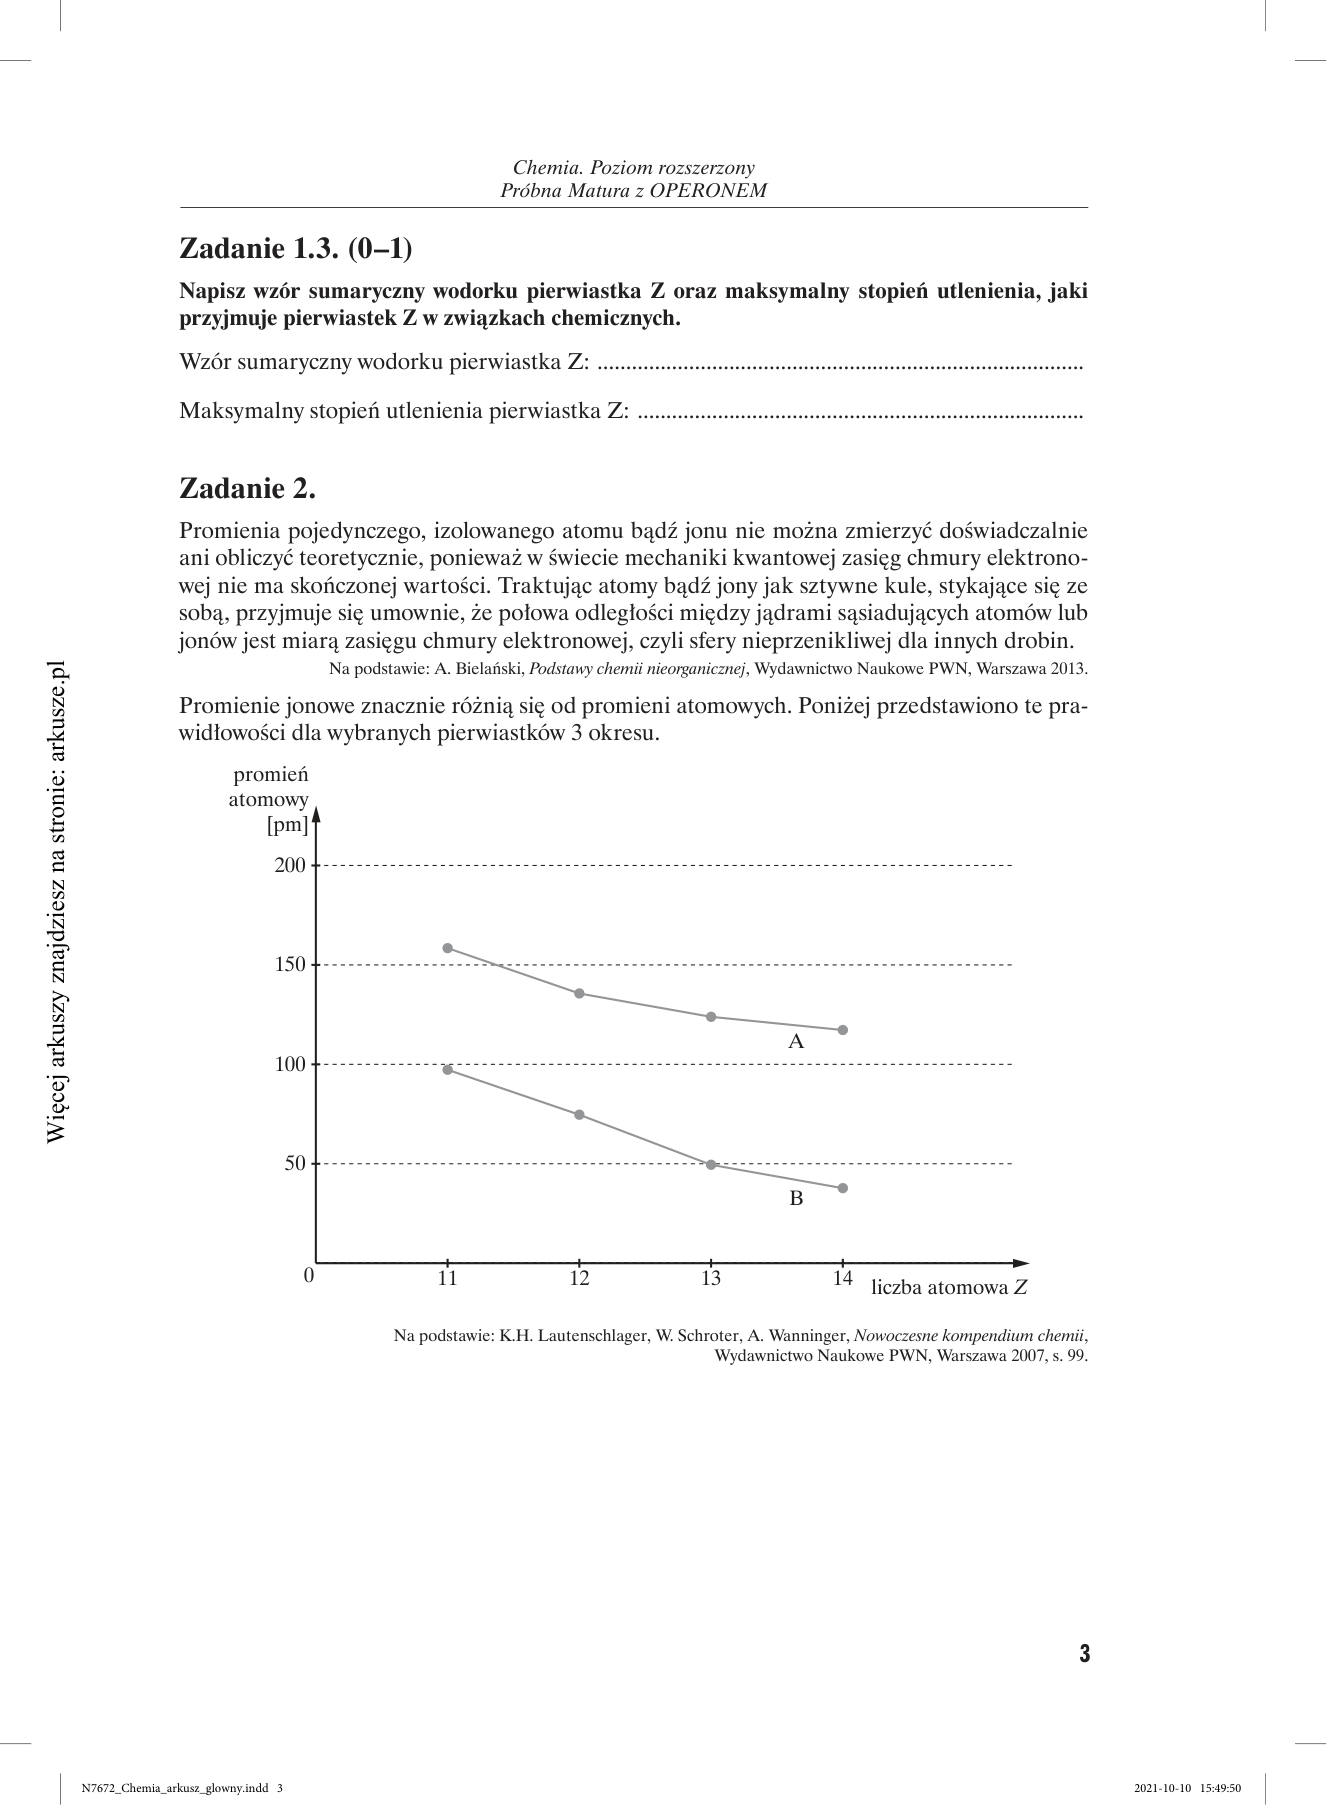 Chemia. Poziom rozszerzony
Próbna Matura z OPERONEM
Zadanie 1.3. (0–1)
Napisz wzór sumaryczny wodorku pierwiastka Z oraz maksymalny stopień utlenienia, jaki
przyjmuje pierwiastek Z w związkach chemicznych.
Wzór sumaryczny wodorku pierwiastka Z: ....................................................................................
Maksymalny stopień utlenienia pierwiastka Z: .............................................................................
Zadanie 2.
Promienia pojedynczego, izolowanego atomu bądź jonu nie można zmierzyć doświadczalnie
ani obliczyć teoretycznie, ponieważ w świecie mechaniki kwantowej zasięg chmury elektrono-
wej nie ma skończonej wartości. Traktując atomy bądź jony jak sztywne kule, stykające się ze
sobą, przyjmuje się umownie, że połowa odległości między jądrami sąsiadujących atomów lub
jonów jest miarą zasięgu chmury elektronowej, czyli sfery nieprzenikliwej dla innych drobin.
Na podstawie: A. Bielański, Podstawy chemii nieorganicznej, Wydawnictwo Naukowe PWN, Warszawa 2013.
Promienie jonowe znacznie różnią się od promieni atomowych. Poniżej przedstawiono te pra-
widłowości dla wybranych pierwiastków 3 okresu.
promień
atomowy
[pm]
200
150
100
50
0
A
B
11 12 13 14
liczba atomowa Z
Na podstawie: K.H. Lautenschlager, W. Schroter, A. Wanninger, Nowoczesne kompendium chemii,
Wydawnictwo Naukowe PWN, Warszawa 2007, s. 99.
Więcej arkuszy znajdziesz na stronie: arkusze.pl
3
N7672_Chemia_arkusz_glowny.indd 3
2021-10-10 15:49:50